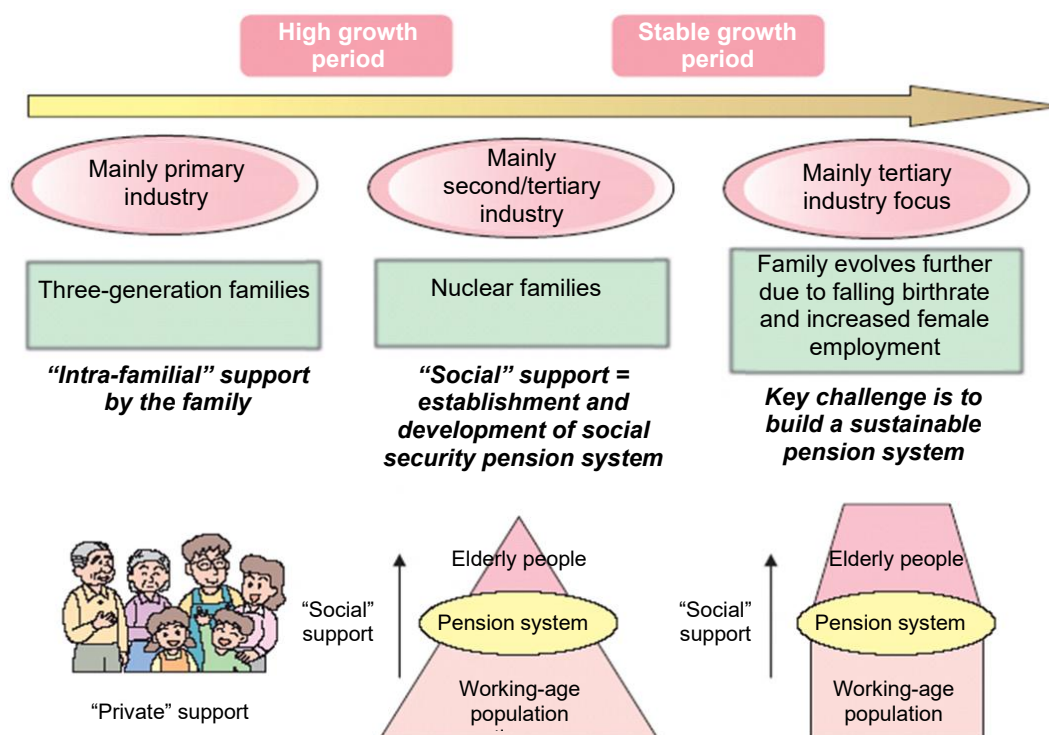 High growth
period
Stable growth
period
Mainly primary
industry
Mainly
second/tertiary
industry
Mainly tertiary
industry focus
Three-generation families
Nuclear families
Family evolves further
due to falling birthrate
and increased female
employment
“Intra-familial” support
by the family
“Social” support =
establishment and
development of social
security pension system
Key challenge is to
build a sustainable
pension system
“Private” support
“Social”
support
Elderly people
Pension system
Working-age
population
“Social”
support
Elderly people
Pension system
Working-age
population